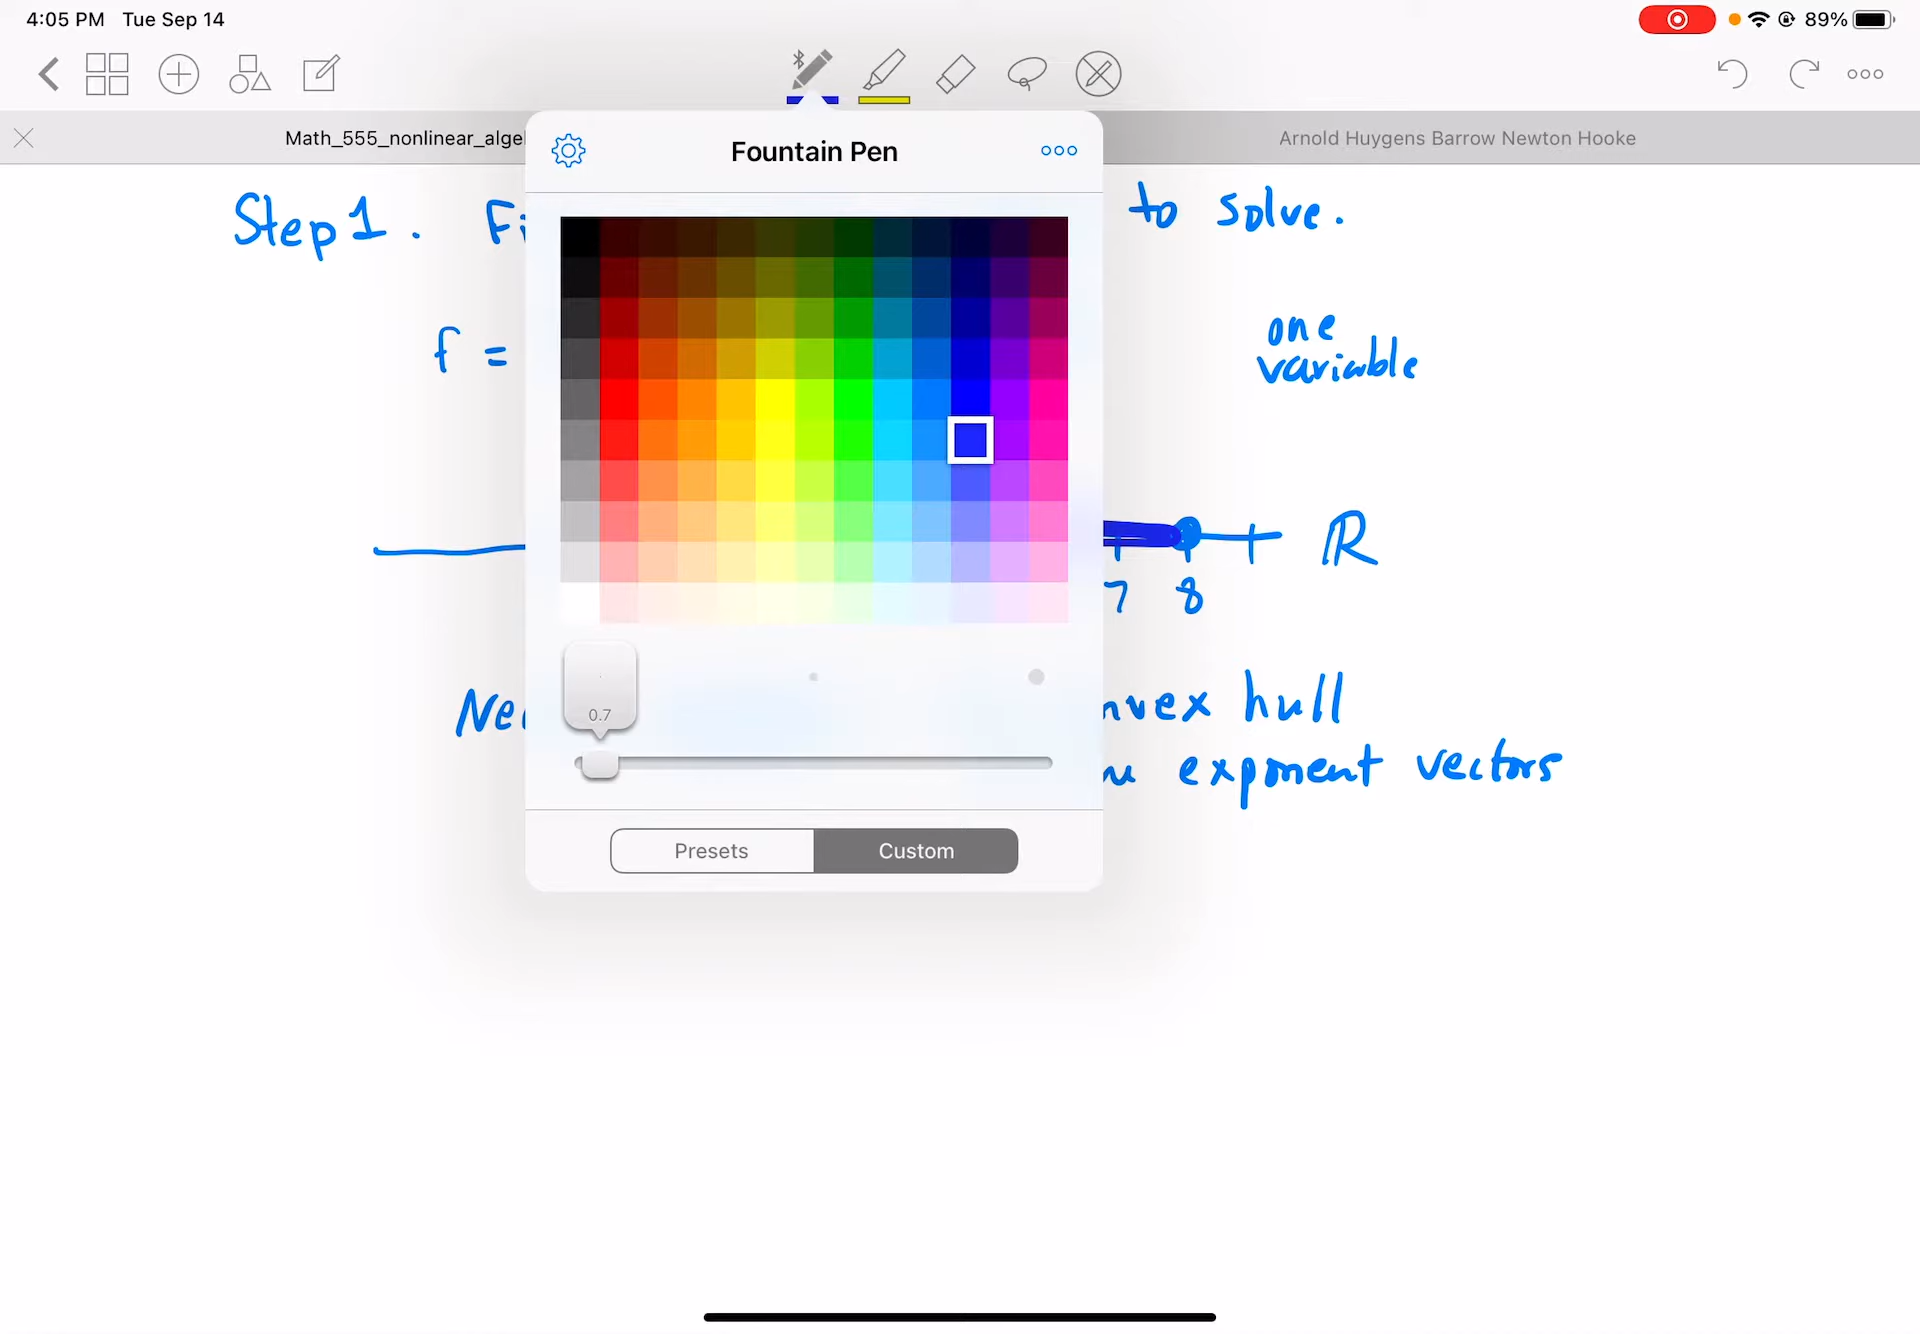 4:05 PM Tue Sep 14
89%
Math_555_nonlinear_alge
Arnold Huygens Barrow Newton Hooke
Fountain Pen
Step 1. Fi
to solve.
f =
one
variable
ℝ
7 8
0.7
Ne
nvex hull
exponent vectors
Presets
Custom